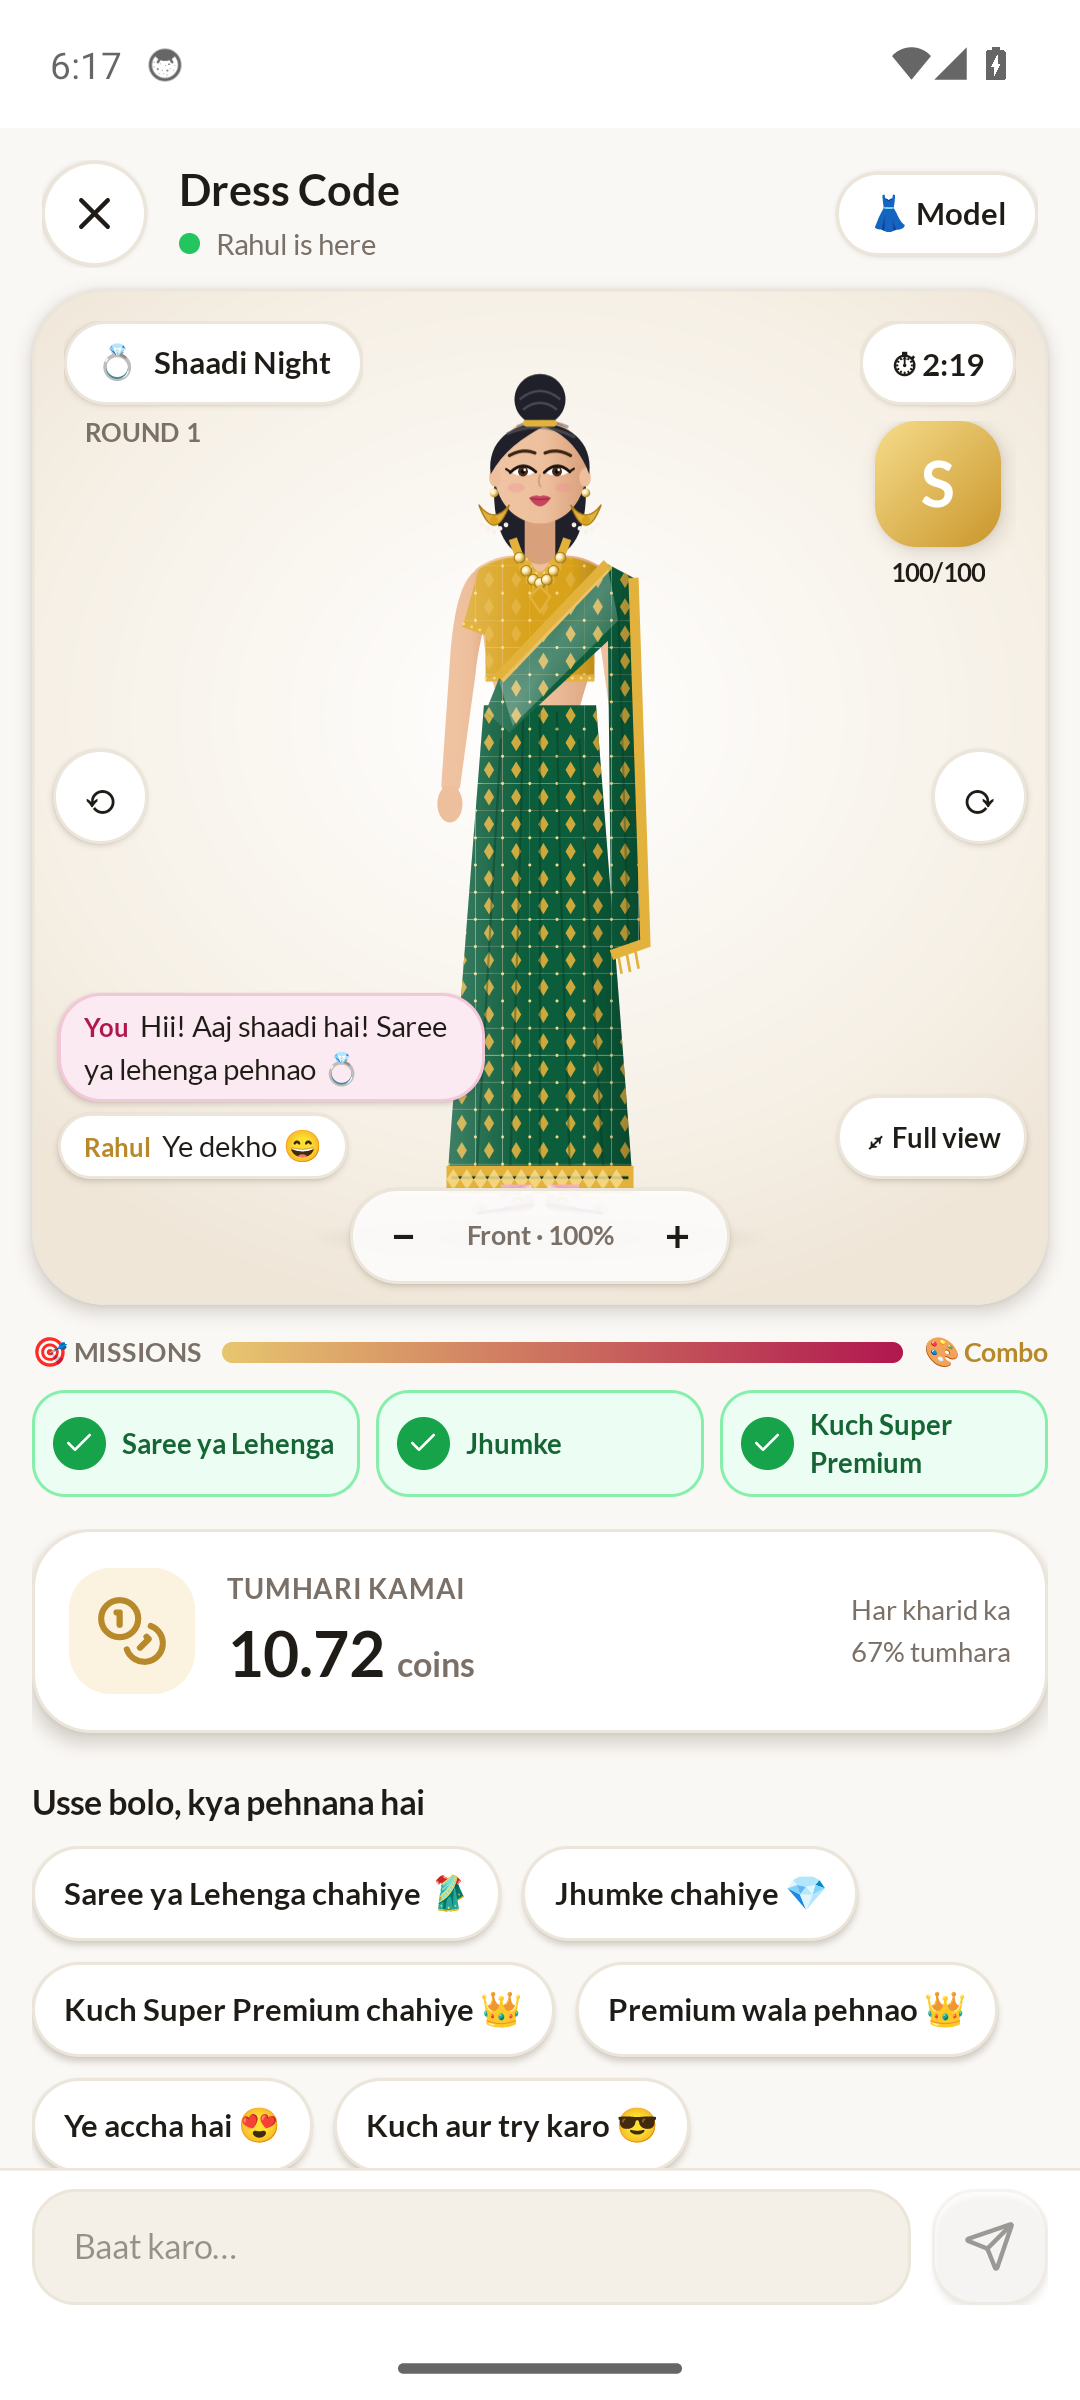 6:17
Dress Code
Rahul is here
👗 Model
💍 Shaadi Night
⏱ 2:19
ROUND 1
S
100/100
You Hii! Aaj shaadi hai! Saree
ya lehenga pehnao 💍
Rahul Ye dekho 😄
⤢ Full view
− Front · 100% +
🎯 MISSIONS
🎨 Combo
Saree ya Lehenga
Jhumke
Kuch Super
Premium
TUMHARI KAMAI
10.72 coins
Har kharid ka
67% tumhara
Usse bolo, kya pehnana hai
Saree ya Lehenga chahiye 🥻
Jhumke chahiye 💎
Kuch Super Premium chahiye 👑
Premium wala pehnao 👑
Ye accha hai 😍
Kuch aur try karo 😎
Baat karo...